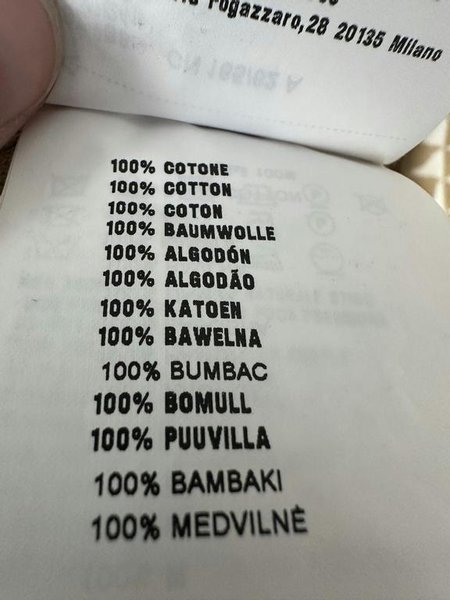 Fogazzaro,28 20135 Milano
100% COTONE
100% COTTON
100% COTON
100% BAUMWOLLE
100% ALGODÓN
100% ALGODÃO
100% KATOEN
100% BAWELNA
100% BUMBAC
100% BOMULL
100% PUUVILLA
100% BAMBAKI
100% MEDVILNĖ